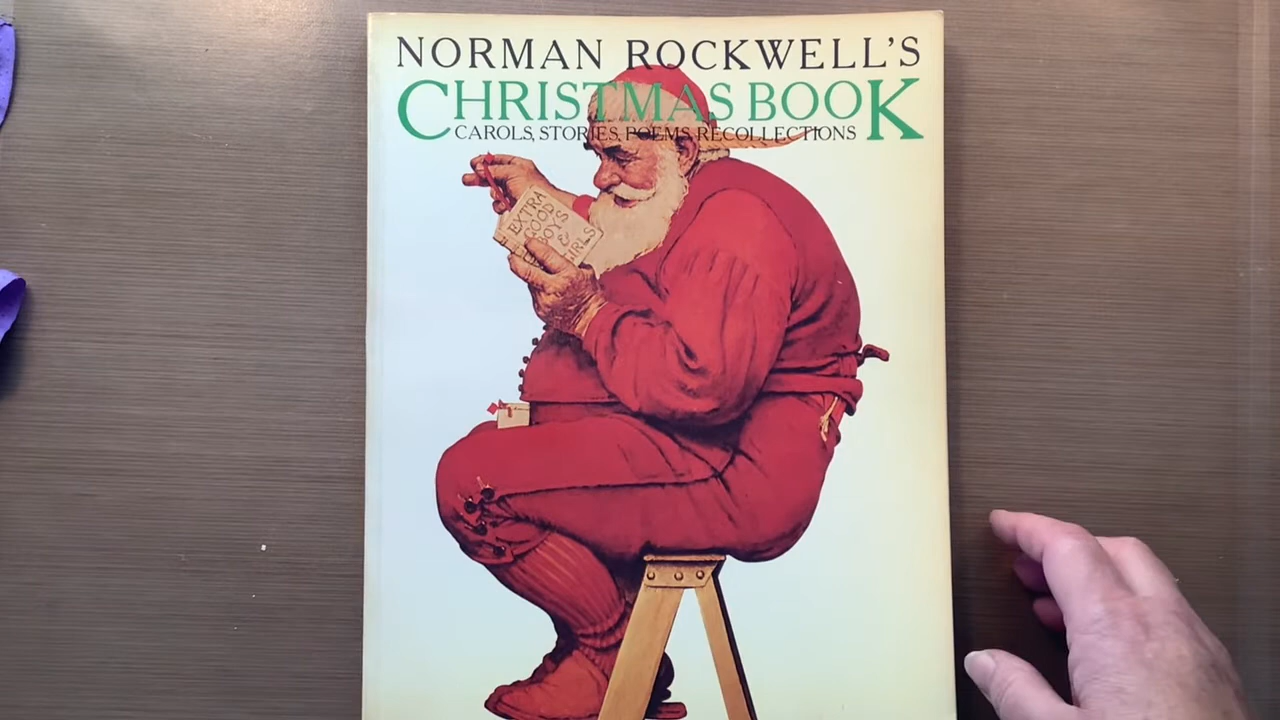 NORMAN ROCKWELL'S
CHRISTMAS BOOK
CAROLS, STORIES, POEMS, RECOLLECTIONS
EXTRA
GOOD
BOYS
&
GIRLS